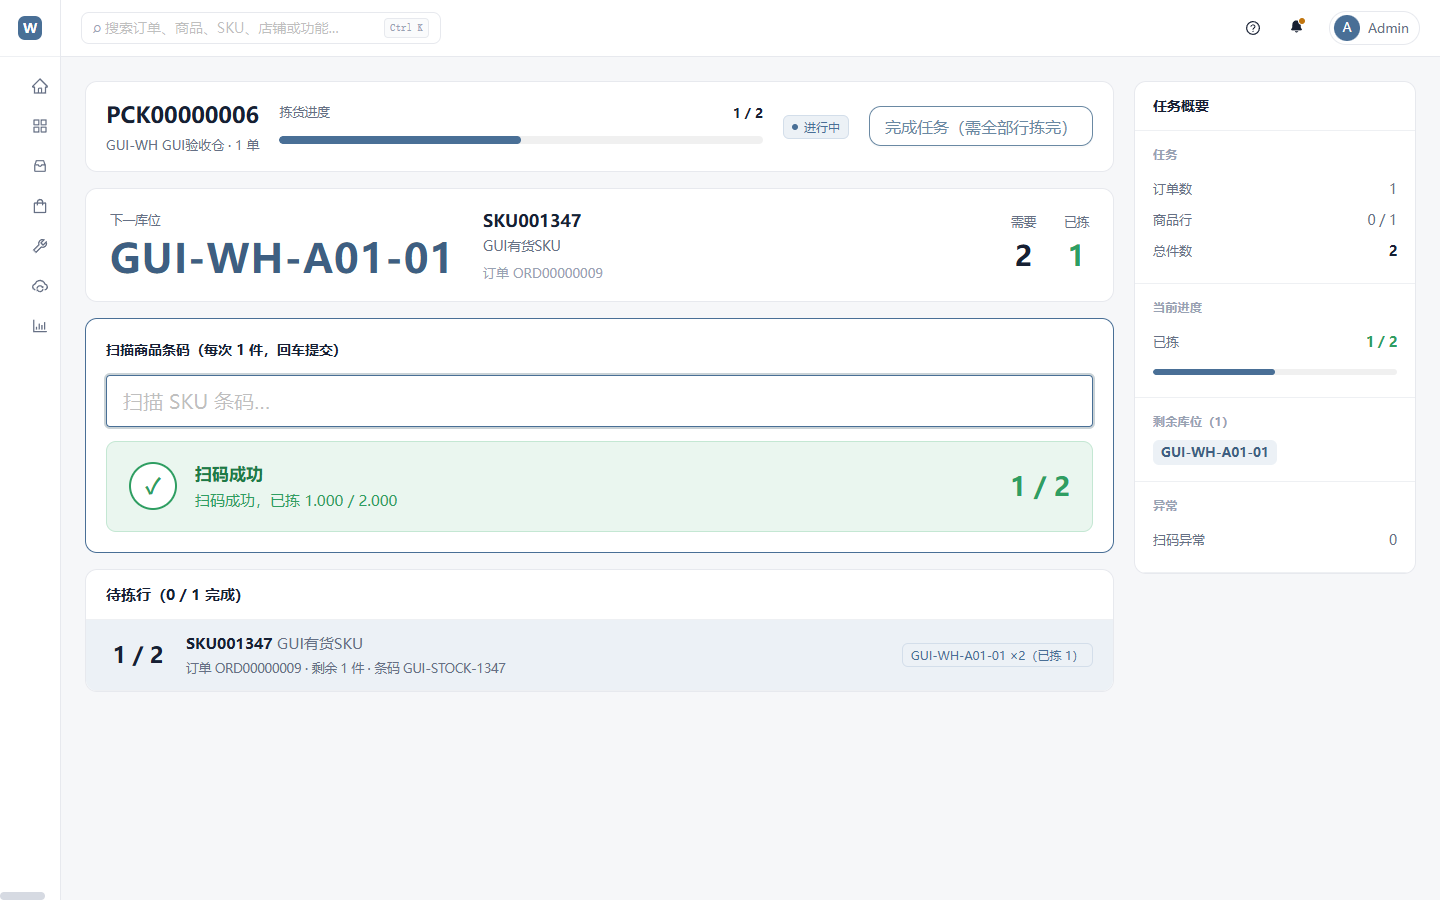 W
搜索订单、商品、SKU、店铺或功能...
Ctrl K
A
Admin
PCK00000006
GUI-WH GUI验收仓 · 1 单
拣货进度
1 / 2
进行中
完成任务（需全部行拣完）
下一库位
GUI-WH-A01-01
SKU001347
GUI有货SKU
订单 ORD00000009
需要
2
已拣
1
扫描商品条码（每次 1 件，回车提交）
扫描 SKU 条码...
扫码成功
扫码成功，已拣 1.000 / 2.000
1 / 2
待拣行（0 / 1 完成）
1 / 2
SKU001347 GUI有货SKU
订单 ORD00000009 · 剩余 1 件 · 条码 GUI-STOCK-1347
GUI-WH-A01-01 ×2（已拣 1）
任务概要
任务
订单数 1
商品行 0 / 1
总件数 2
当前进度
已拣 1 / 2
剩余库位（1）
GUI-WH-A01-01
异常
扫码异常 0